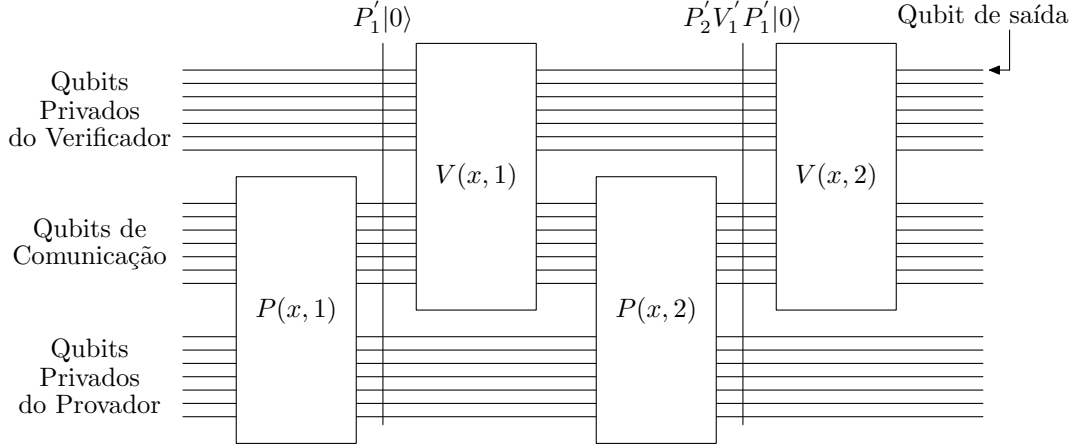 P₁′|0⟩
P₂′V₁′P₁′|0⟩
Qubit de saída
Qubits
Privados
do Verificador
V(x, 1)
V(x, 2)
Qubits de
Comunicação
P(x, 1)
P(x, 2)
Qubits
Privados
do Provador